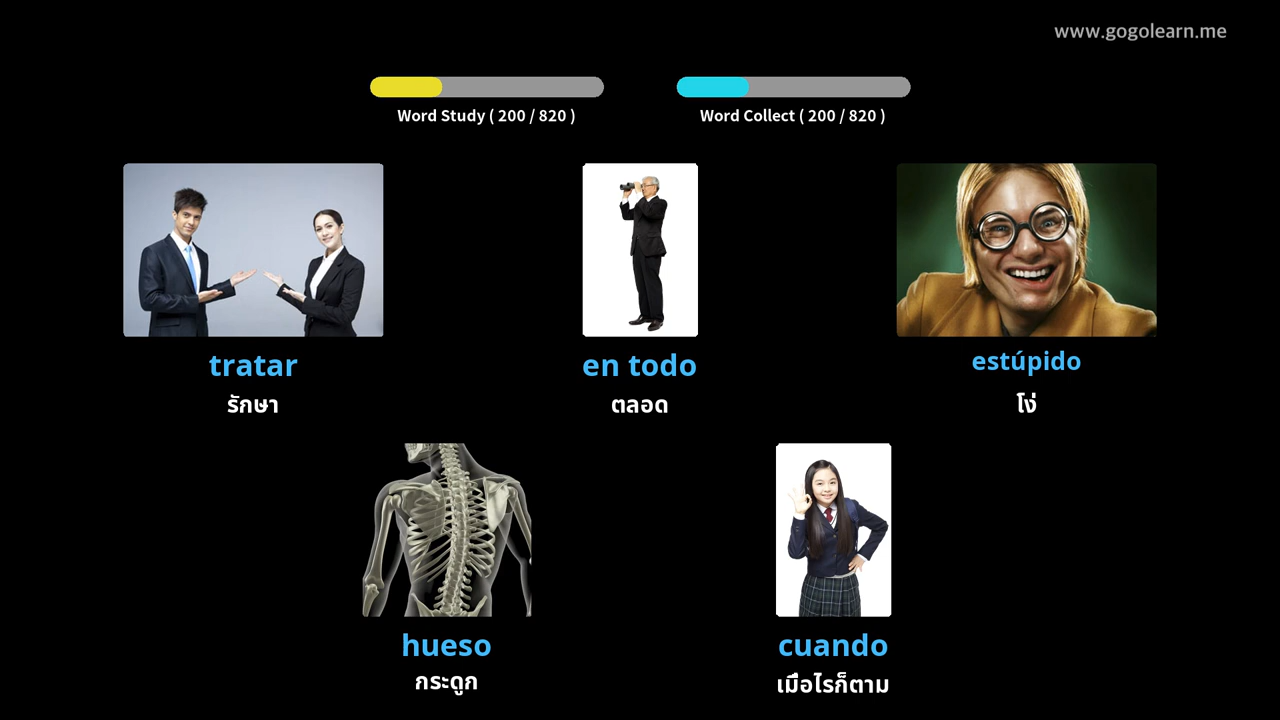 www.gogolearn.me
Word Study ( 200 / 820 )
Word Collect ( 200 / 820 )
tratar
รักษา
en todo
ตลอด
estúpido
โง่
hueso
กระดูก
cuando
เมื่อไรก็ตาม